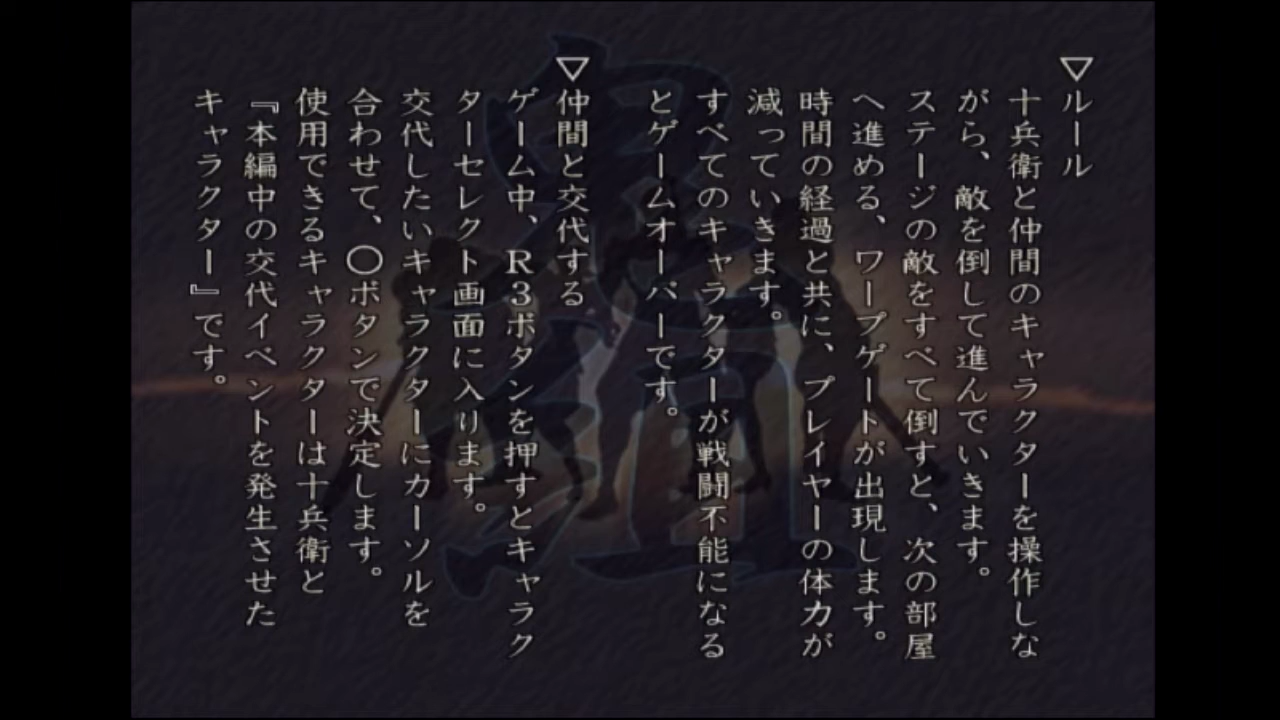 ▽ルール
十兵衛と仲間のキャラクターを操作しな
がら、敵を倒して進んでいきます。
ステージの敵をすべて倒すと、次の部屋
へ進める、ワープゲートが出現します。
時間の経過と共に、プレイヤーの体力が
減っていきます。
すべてのキャラクターが戦闘不能になる
とゲームオーバーです。
▽仲間と交代する
ゲーム中、R3ボタンを押すとキャラク
ターセレクト画面に入ります。
交代したいキャラクターにカーソルを
合わせて、〇ボタンで決定します。
使用できるキャラクターは十兵衛と
『本編中の交代イベントを発生させた
キャラクター』です。